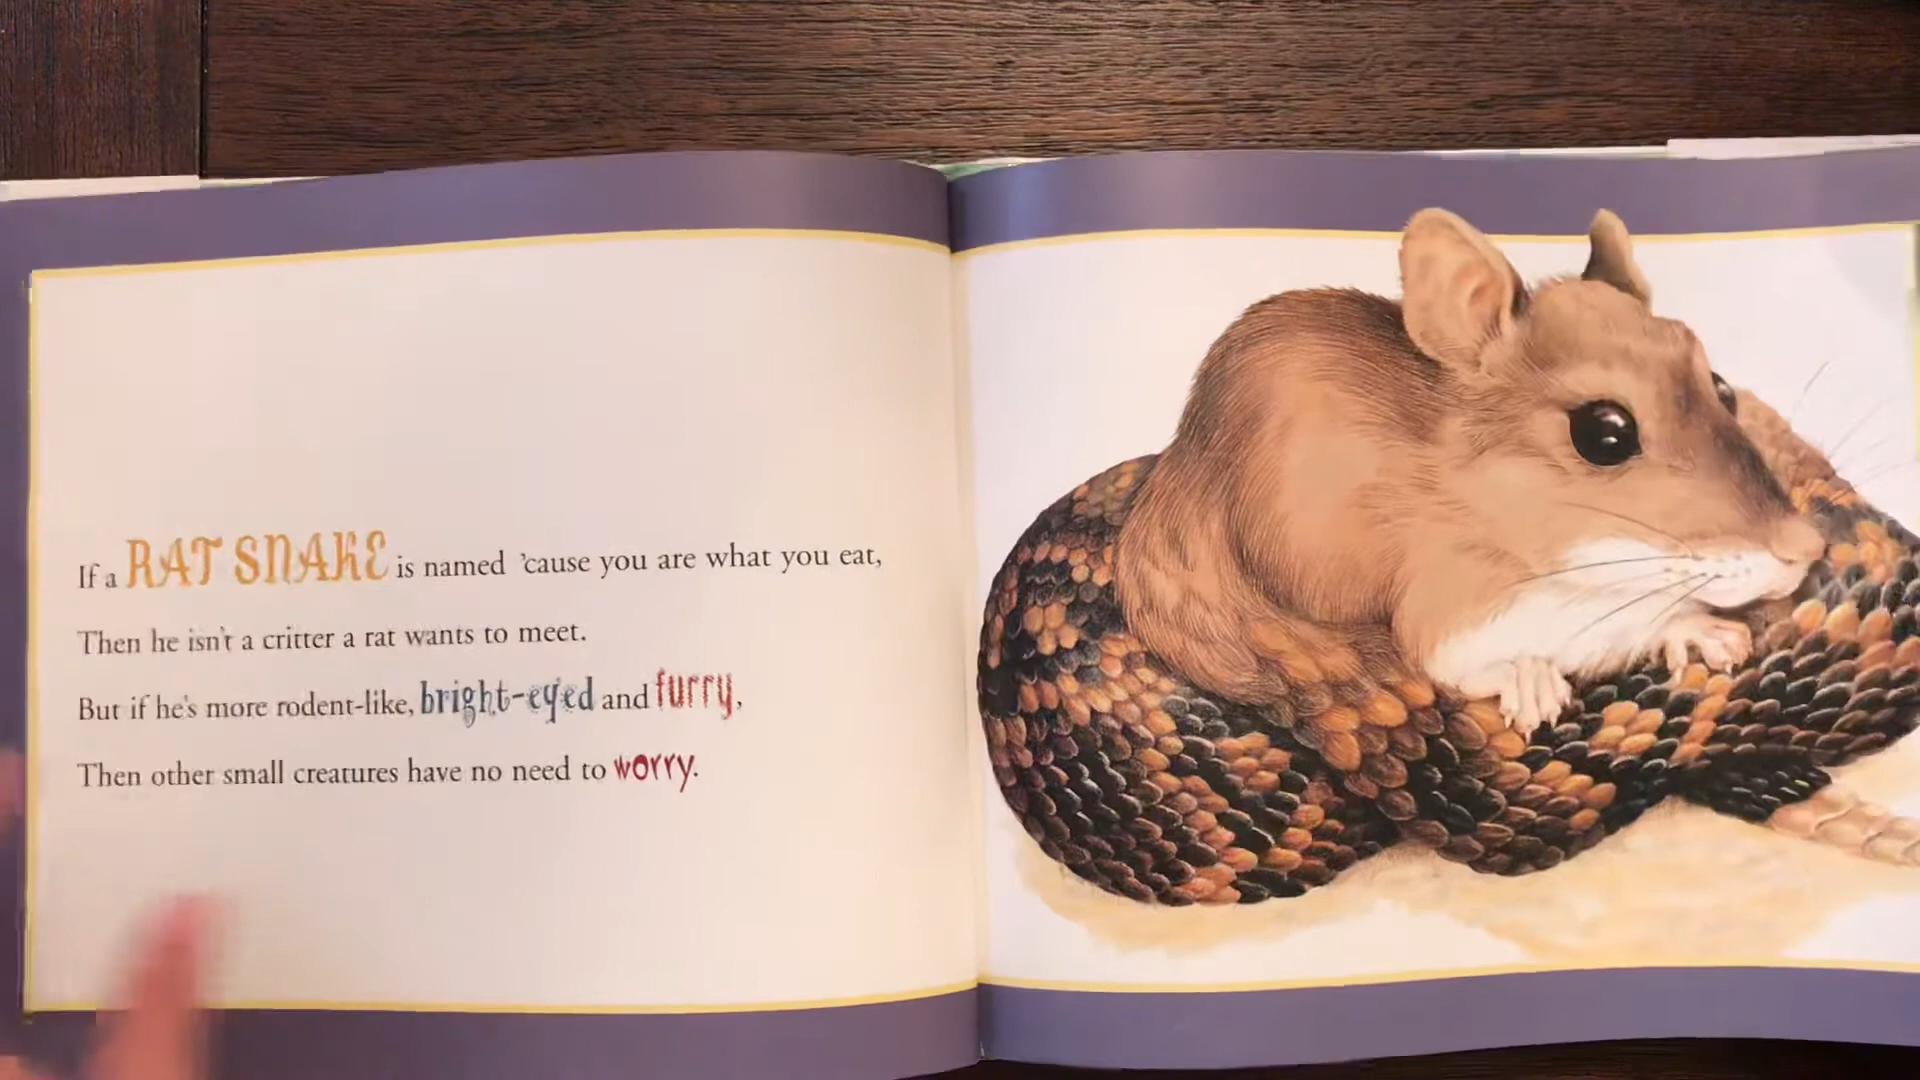 If a RAT SNAKE is named 'cause you are what you eat,
Then he isn't a critter a rat wants to meet.
But if he's more rodent-like, bright-eyed and furry,
Then other small creatures have no need to worry.